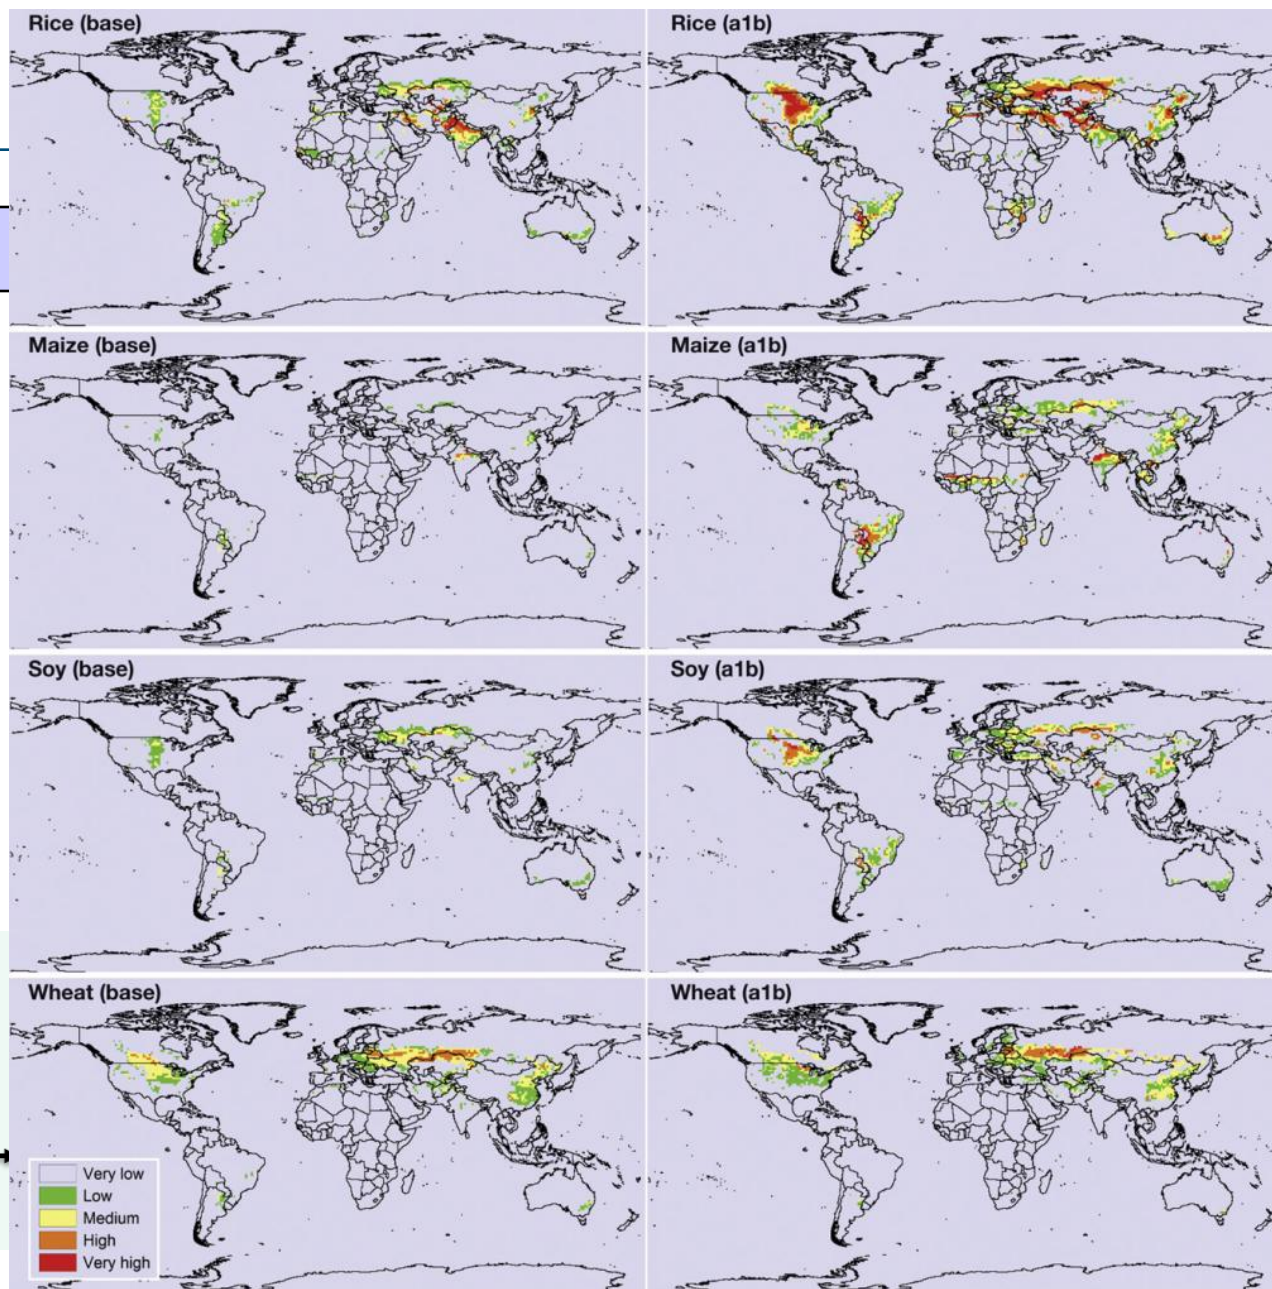 Rice (base)
Rice (a1b)
Maize (base)
Maize (a1b)
Soy (base)
Soy (a1b)
Wheat (base)
Wheat (a1b)
Very low
Low
Medium
High
Very high